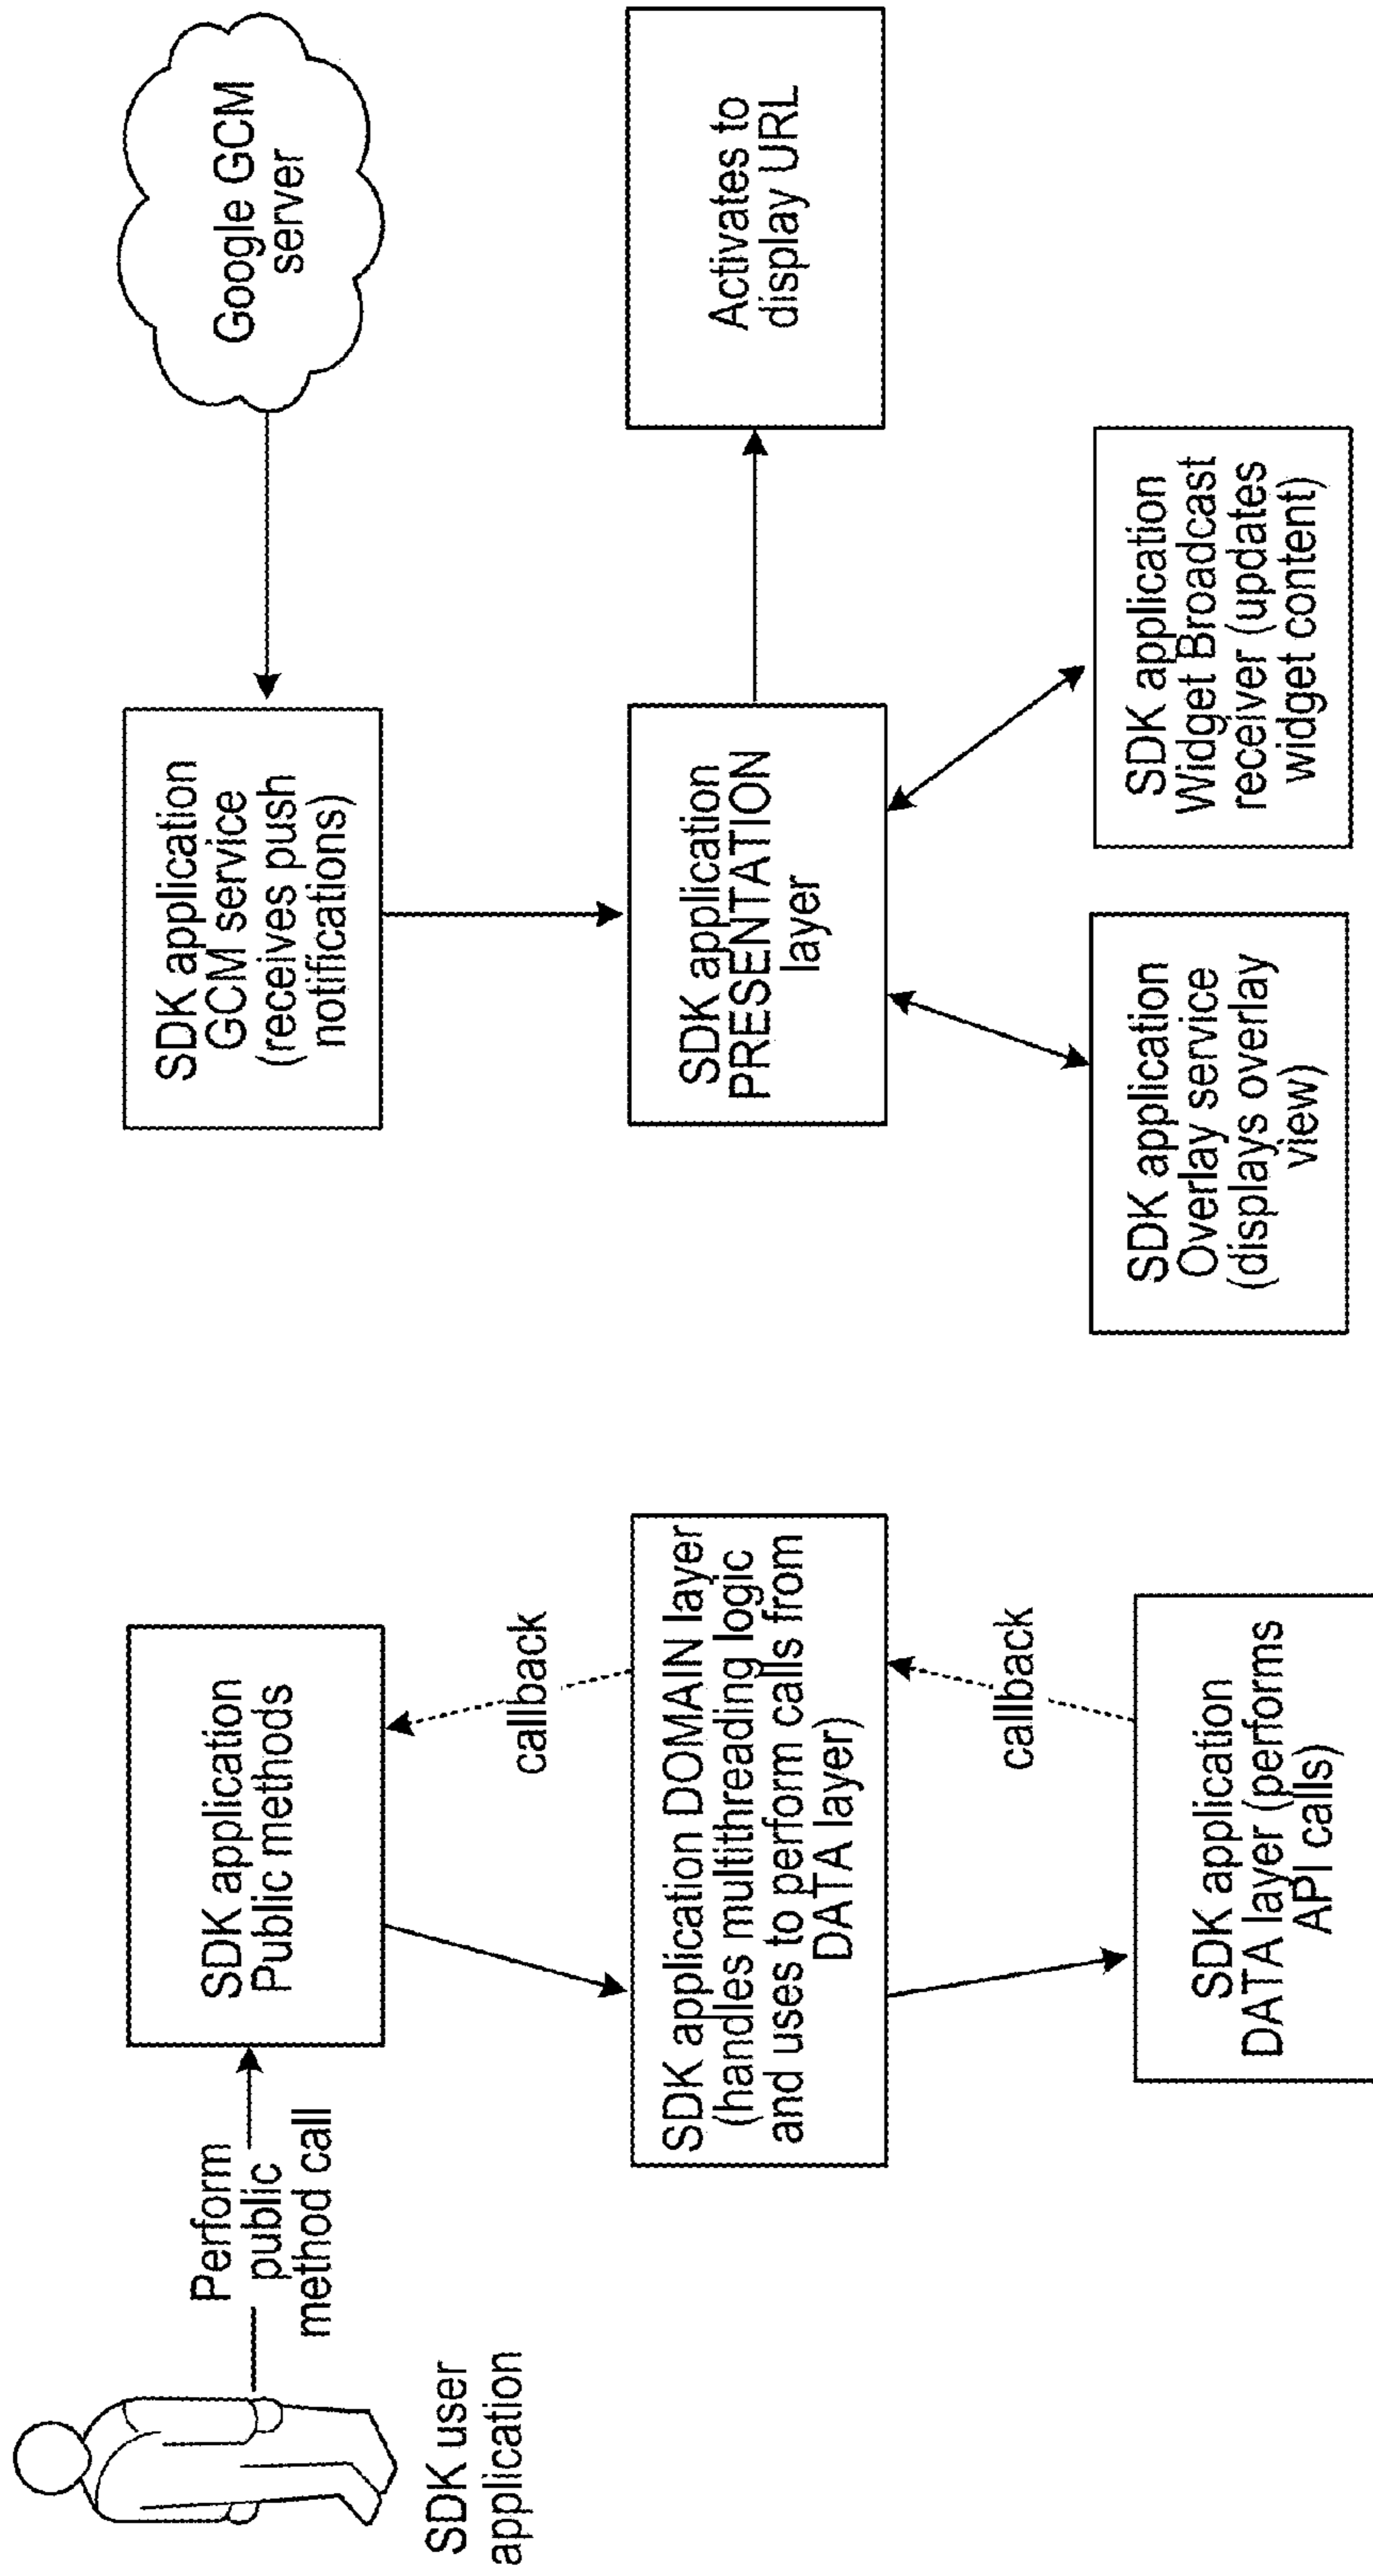 SDK user
application
Perform
public
method call
SDK application
Public methods
callback
SDK application DOMAIN layer
(handles multithreading logic
and uses to perform calls from
DATA layer)
callback
SDK application
DATA layer (performs
API calls)
Google GCM
server
SDK application
GCM service
(receives push
notifications)
SDK application
PRESENTATION
layer
Activates to
display URL
SDK application
Overlay service
(displays overlay
view)
SDK application
Widget Broadcast
receiver (updates
widget content)